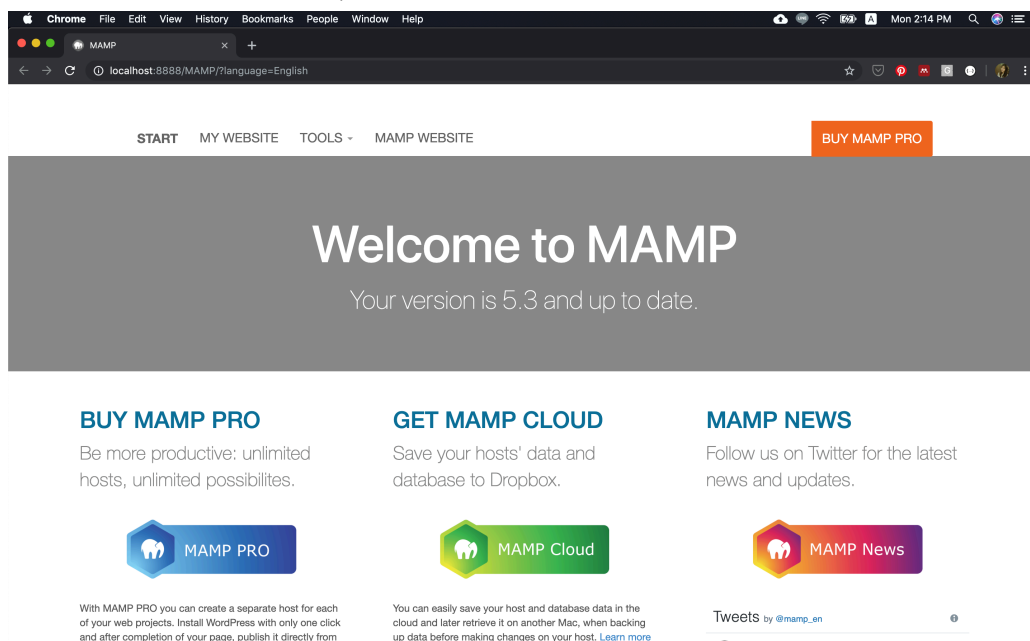 Chrome File Edit View History Bookmarks People Window Help
LINE A Mon 2:14 PM
MAMP
localhost:8888/MAMP/?language=English
START MY WEBSITE TOOLS MAMP WEBSITE
BUY MAMP PRO
Welcome to MAMP
Your version is 5.3 and up to date.
BUY MAMP PRO
Be more productive: unlimited
hosts, unlimited possibilites.
MAMP PRO
With MAMP PRO you can create a separate host for each
of your web projects. Install WordPress with only one click
and after completion of your page, publish it directly from
GET MAMP CLOUD
Save your hosts' data and
database to Dropbox.
MAMP Cloud
You can easily save your host and database data in the
cloud and later retrieve it on another Mac, when backing
up data before making changes on your host. Learn more
MAMP NEWS
Follow us on Twitter for the latest
news and updates.
MAMP News
Tweets by @mamp_en